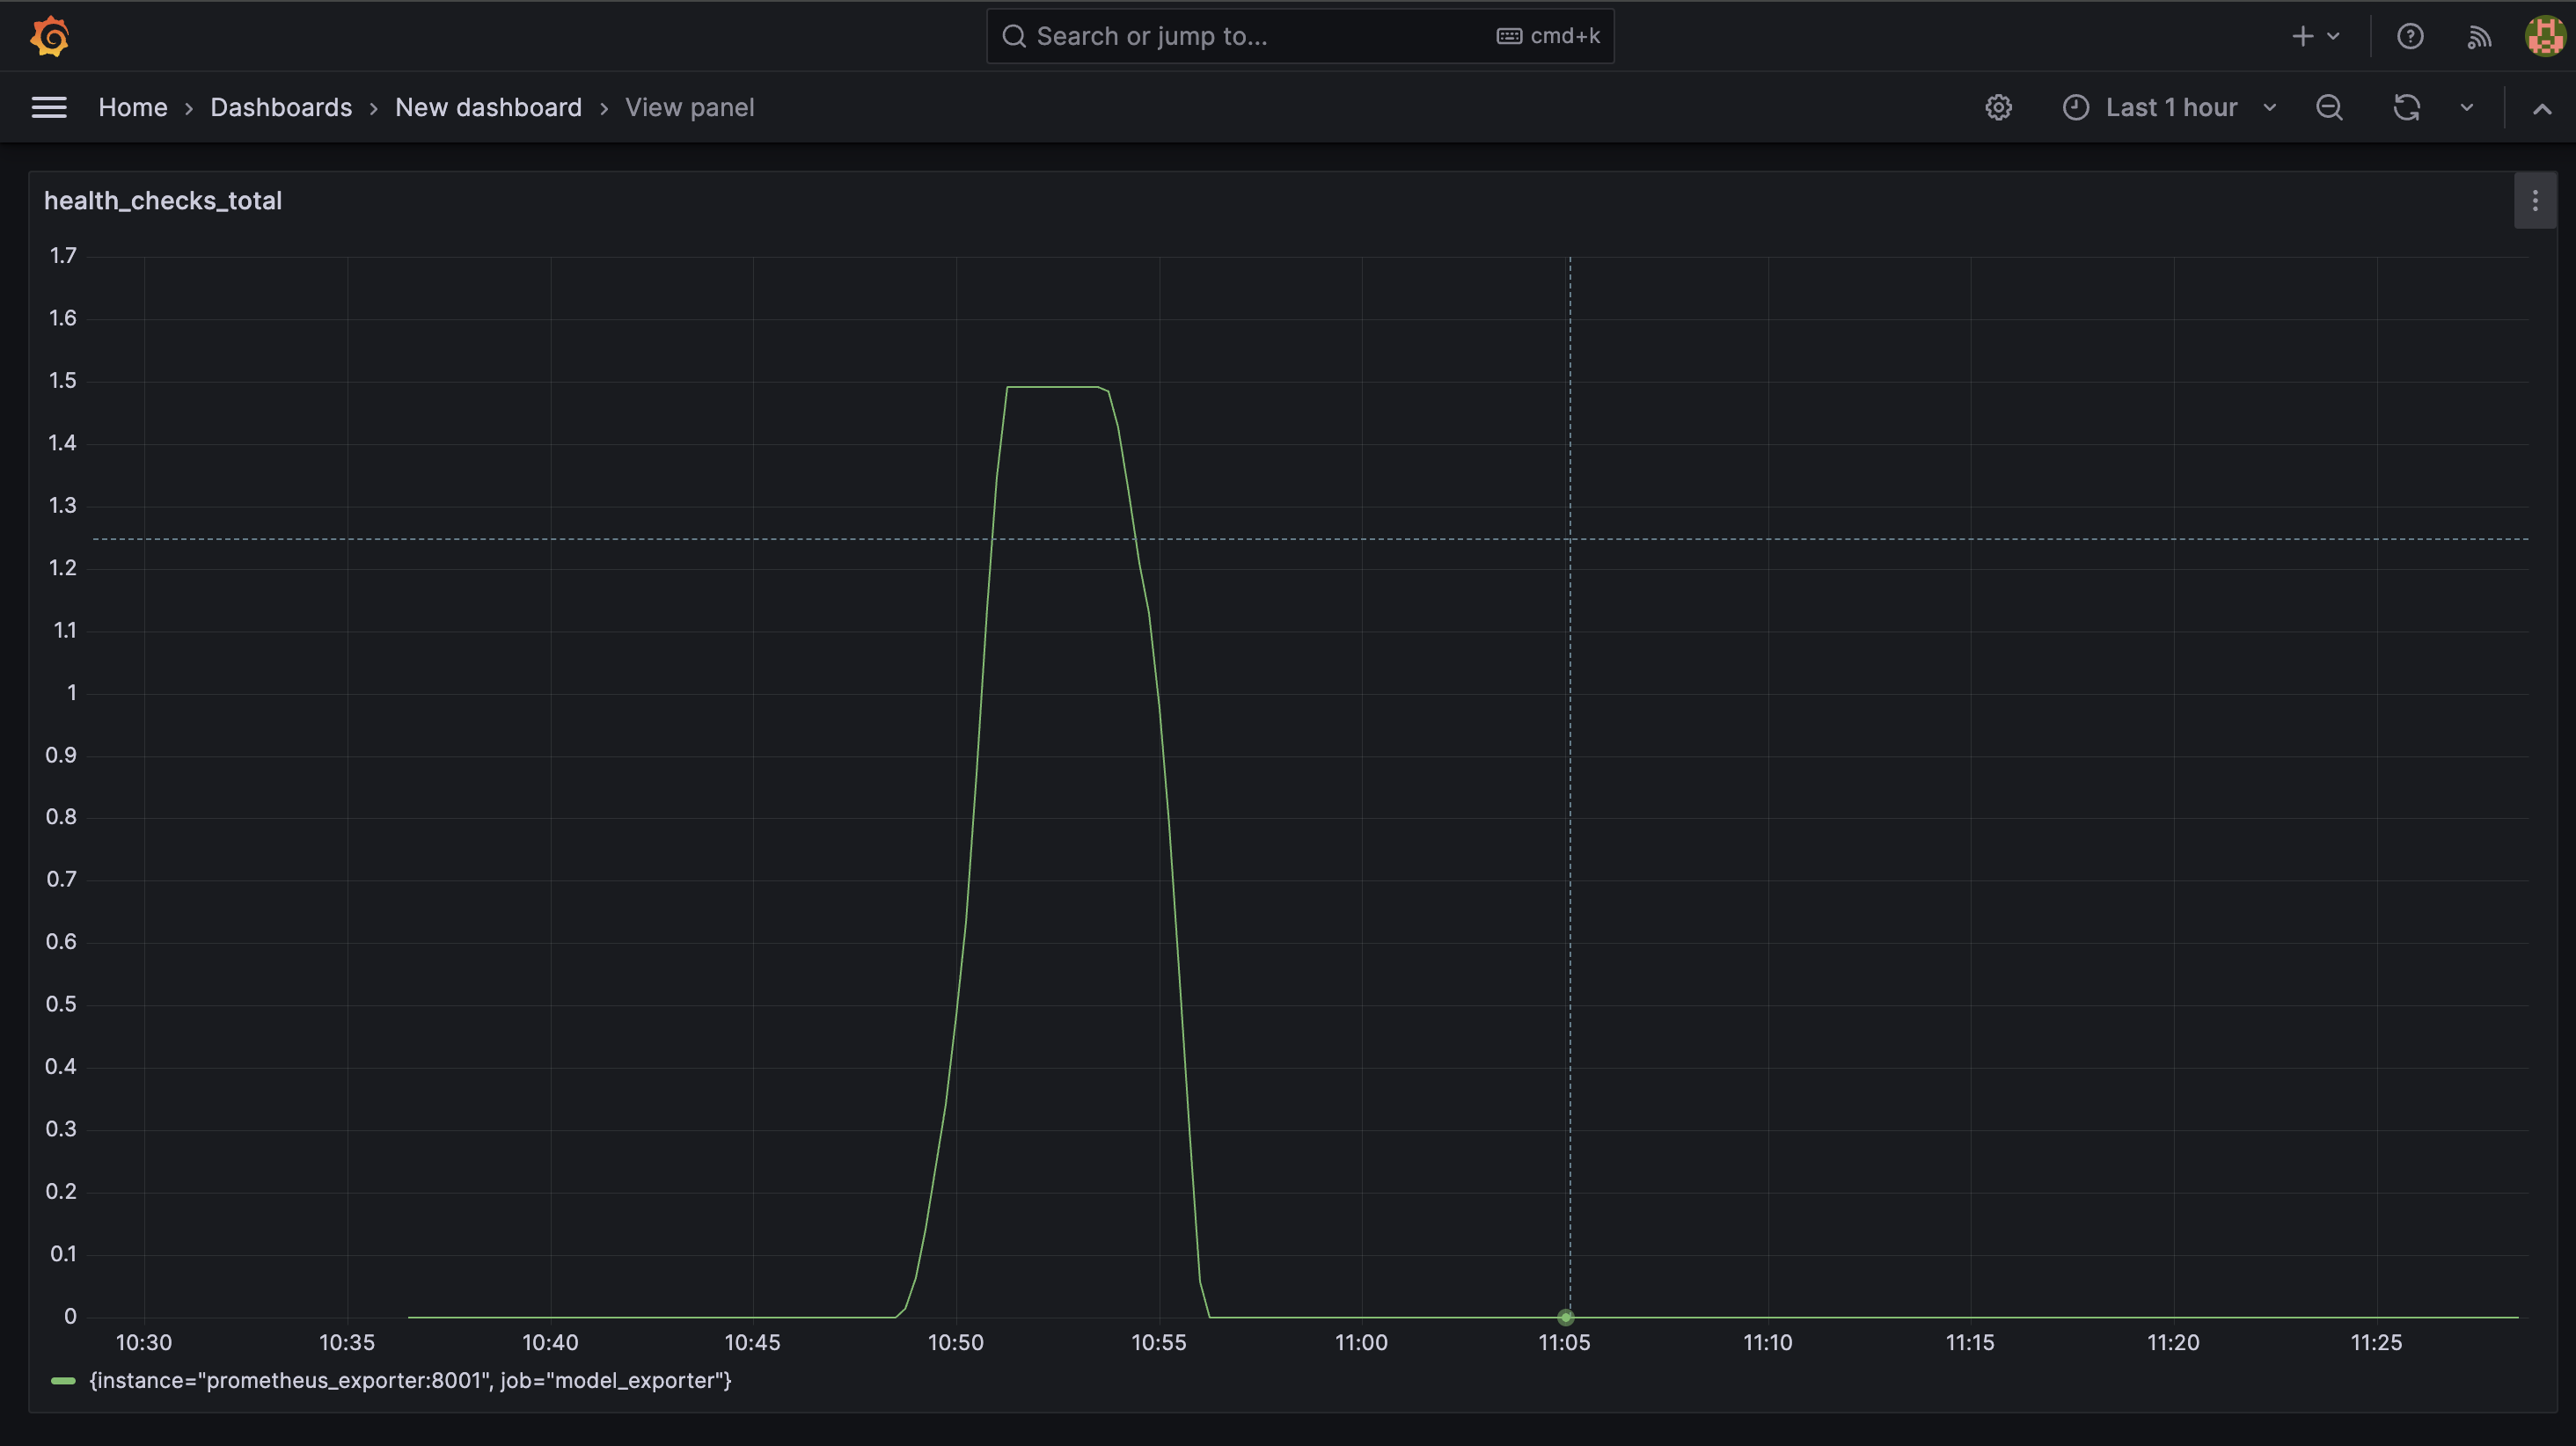 Search or jump to...
cmd+k
Home › Dashboards › New dashboard › View panel
Last 1 hour
health_checks_total
1.7
1.6
1.5
1.4
1.3
1.2
1.1
1
0.9
0.8
0.7
0.6
0.5
0.4
0.3
0.2
0.1
0
10:30 10:35 10:40 10:45 10:50 10:55 11:00 11:05 11:10 11:15 11:20 11:25
{instance="prometheus_exporter:8001", job="model_exporter"}